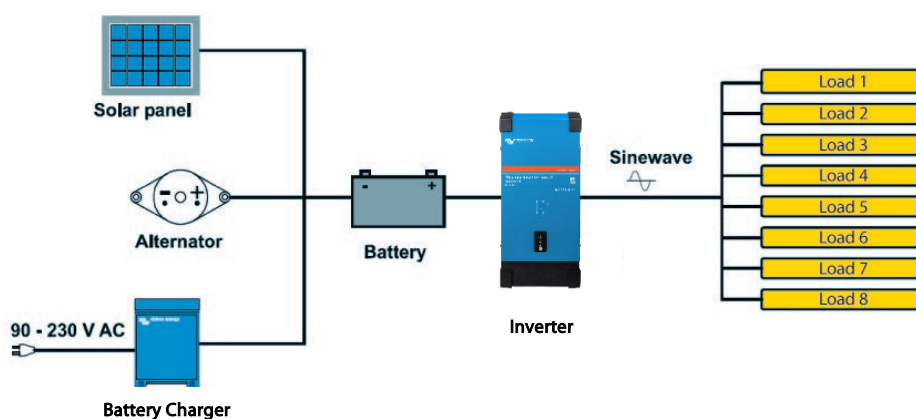 Solar panel
- +
Alternator
90 - 230 V AC
Battery Charger
- +
Battery
Inverter
Sinewave
Load 1
Load 2
Load 3
Load 4
Load 5
Load 6
Load 7
Load 8